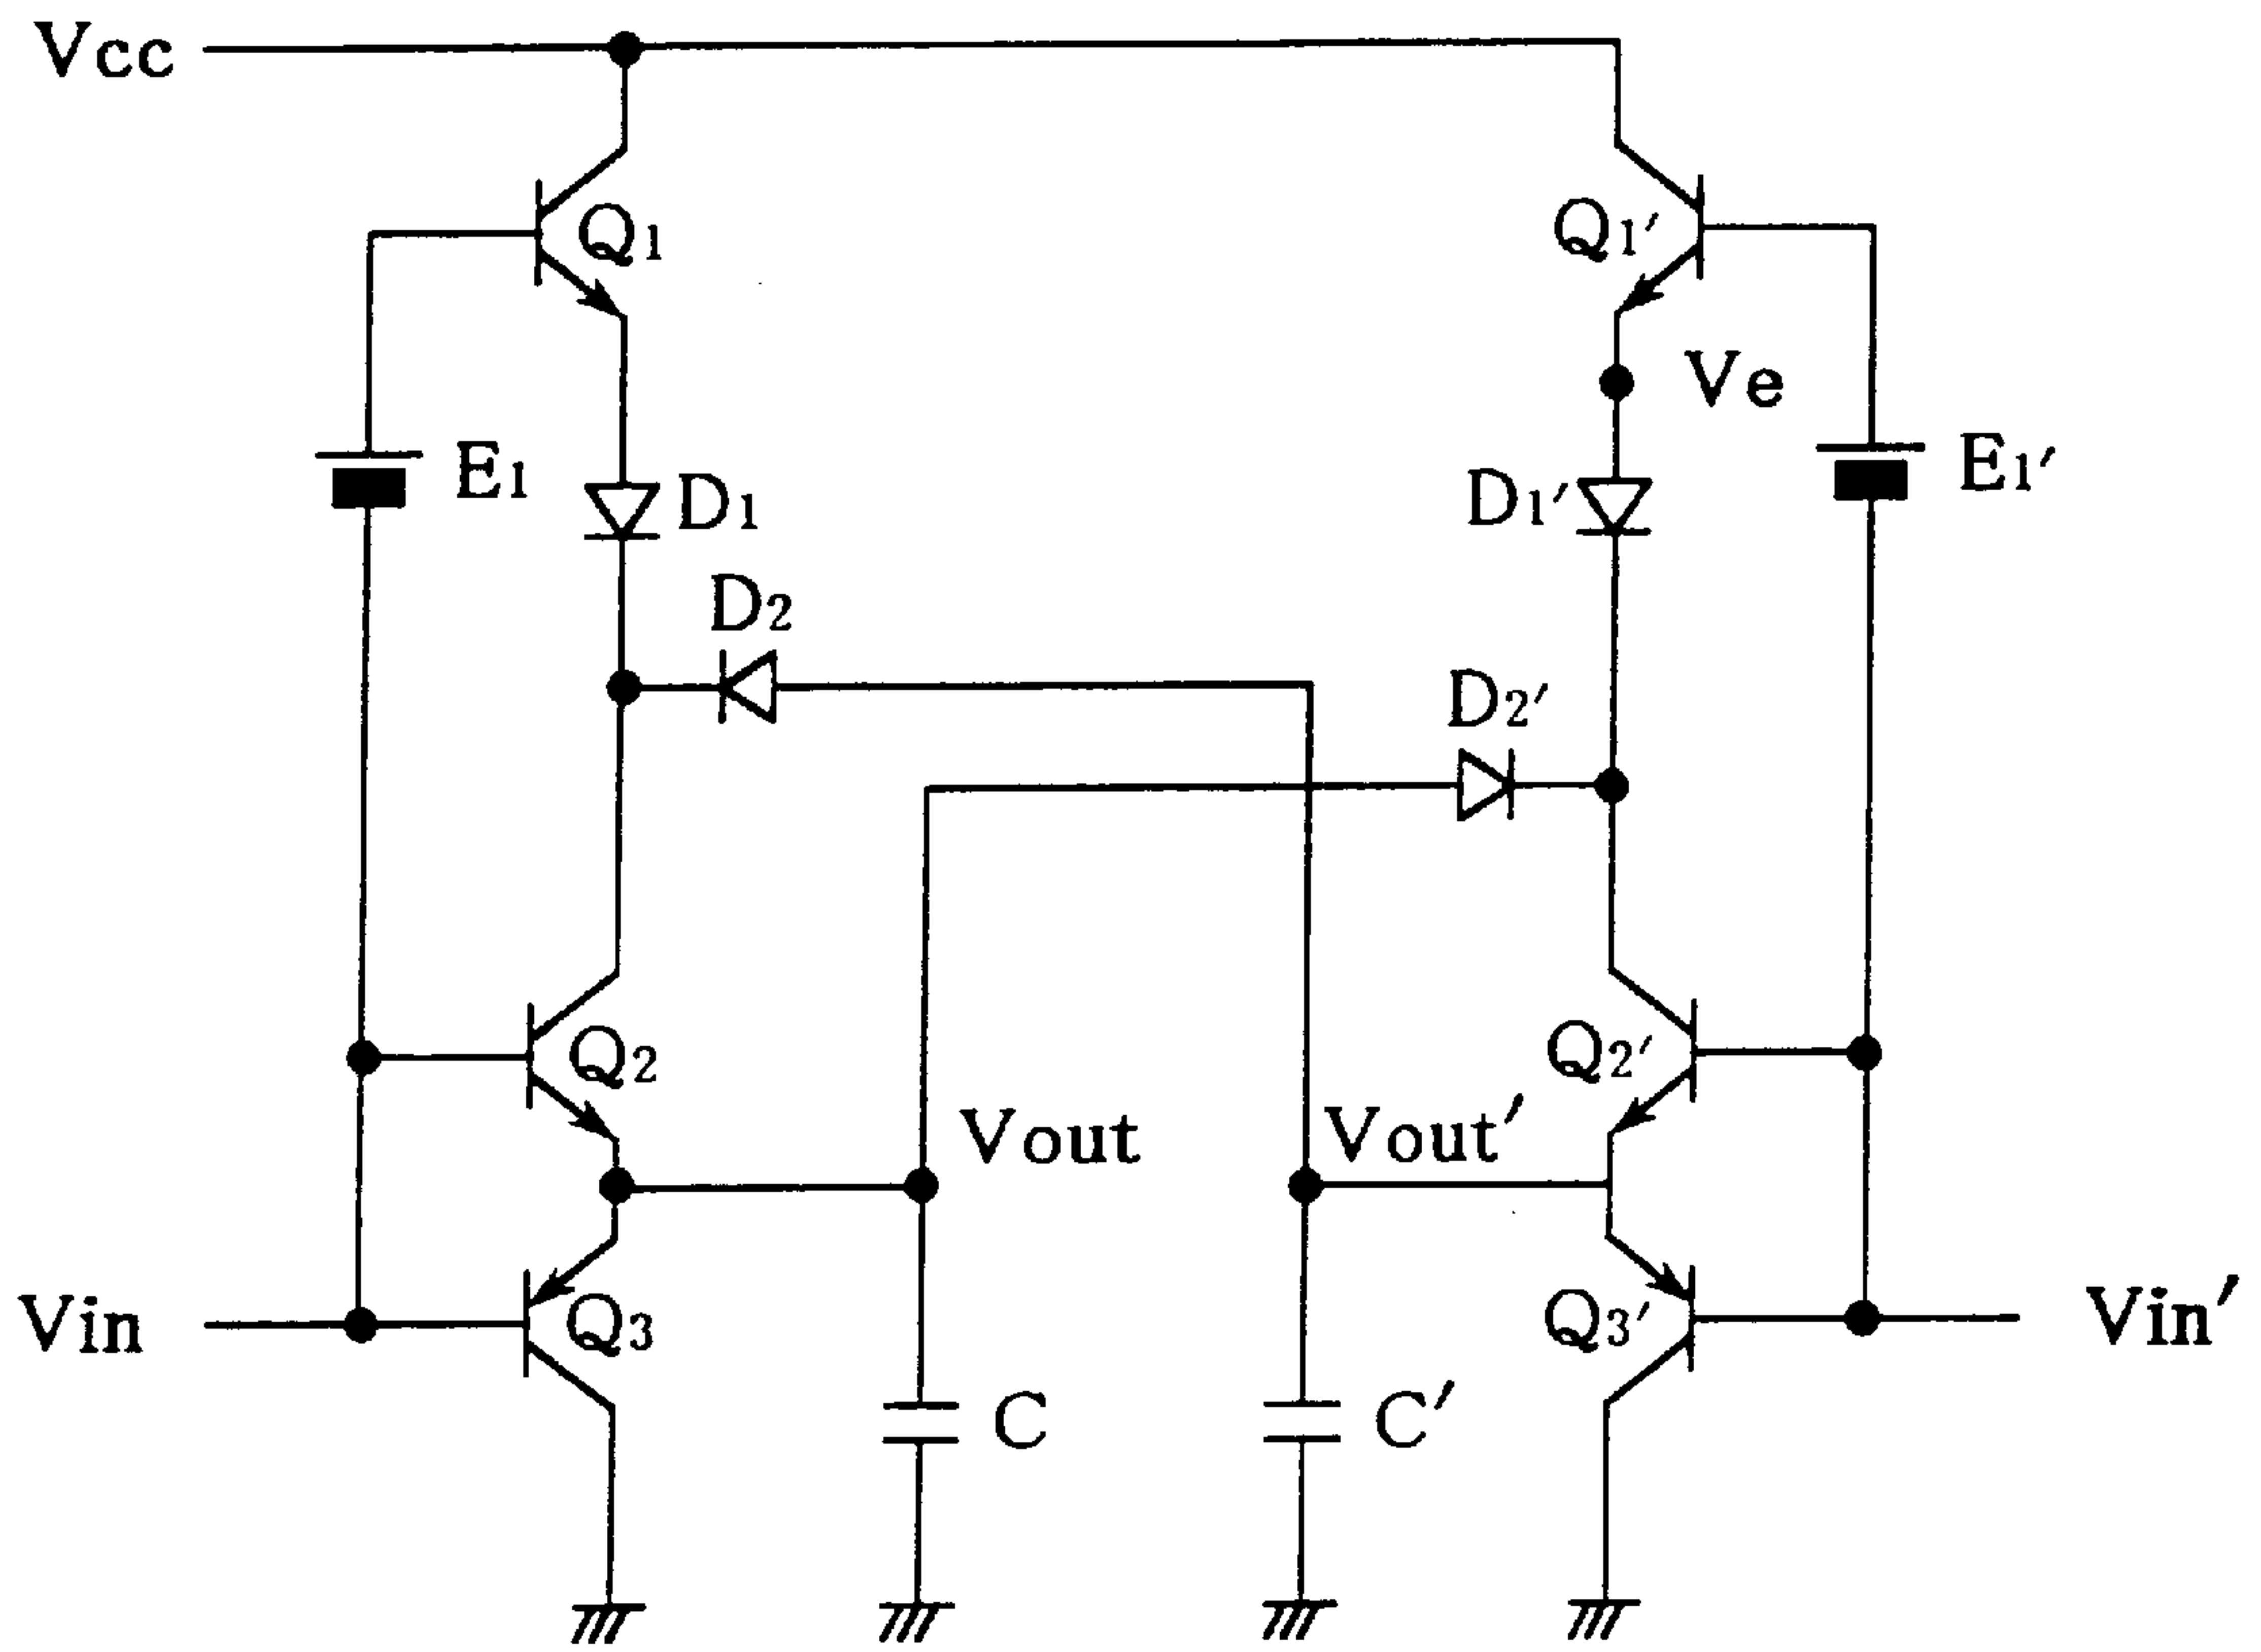 Vcc
Q1
Q1′
Ve
E1
D1
D1′
E1′
D2
D2′
Q2
Q2′
Vout
Vout′
Vin
Q3
Q3′
Vin′
C
C′